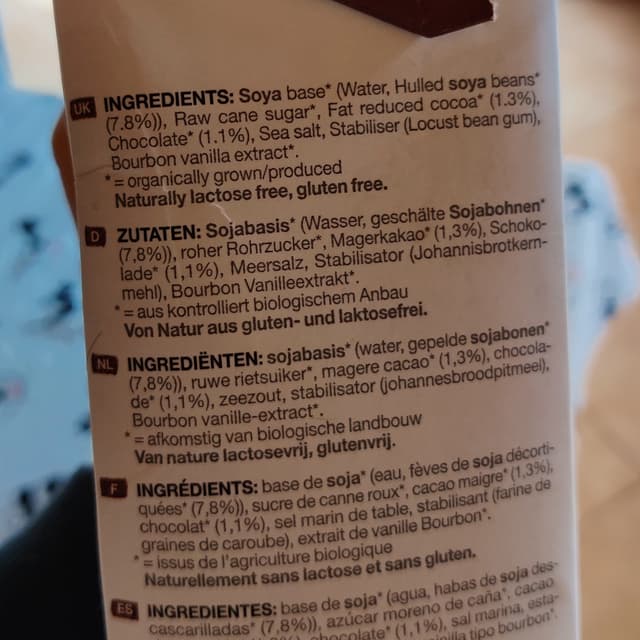 UK INGREDIENTS: Soya base* (Water, Hulled soya beans*
(7.8%)), Raw cane sugar*, Fat reduced cocoa* (1.3%),
Chocolate* (1.1%), Sea salt, Stabiliser (Locust bean gum),
Bourbon vanilla extract*.
* = organically grown/produced
Naturally lactose free, gluten free.
D ZUTATEN: Sojabasis* (Wasser, geschälte Sojabohnen*
(7,8%)), roher Rohrzucker*, Magerkakao* (1,3%), Schoko-
lade* (1,1%), Meersalz, Stabilisator (Johannisbrotkern-
mehl), Bourbon Vanilleextrakt*.
* = aus kontrolliert biologischem Anbau
Von Natur aus gluten- und laktosefrei.
NL INGREDIËNTEN: sojabasis* (water, gepelde sojabonen*
(7,8%)), ruwe rietsuiker*, magere cacao* (1,3%), chocola-
de* (1,1%), zeezout, stabilisator (johannesbroodpitmeel),
Bourbon vanille-extract*.
* = afkomstig van biologische landbouw
Van nature lactosevrij, glutenvrij.
F INGRÉDIENTS: base de soja* (eau, fèves de soja décorti-
quées* (7,8%)), sucre de canne roux*, cacao maigre* (1,3%),
chocolat* (1,1%), sel marin de table, stabilisant (farine de
graines de caroube), extrait de vanille Bourbon*.
* = issus de l'agriculture biologique
Naturellement sans lactose et sans gluten.
ES INGREDIENTES: base de soja* (agua, habas de soja des-
cascarilladas* (7,8%)), azúcar moreno de caña*, cacao
chocolate* (1,1%), sal marina, esta-
tipo bourbon*.